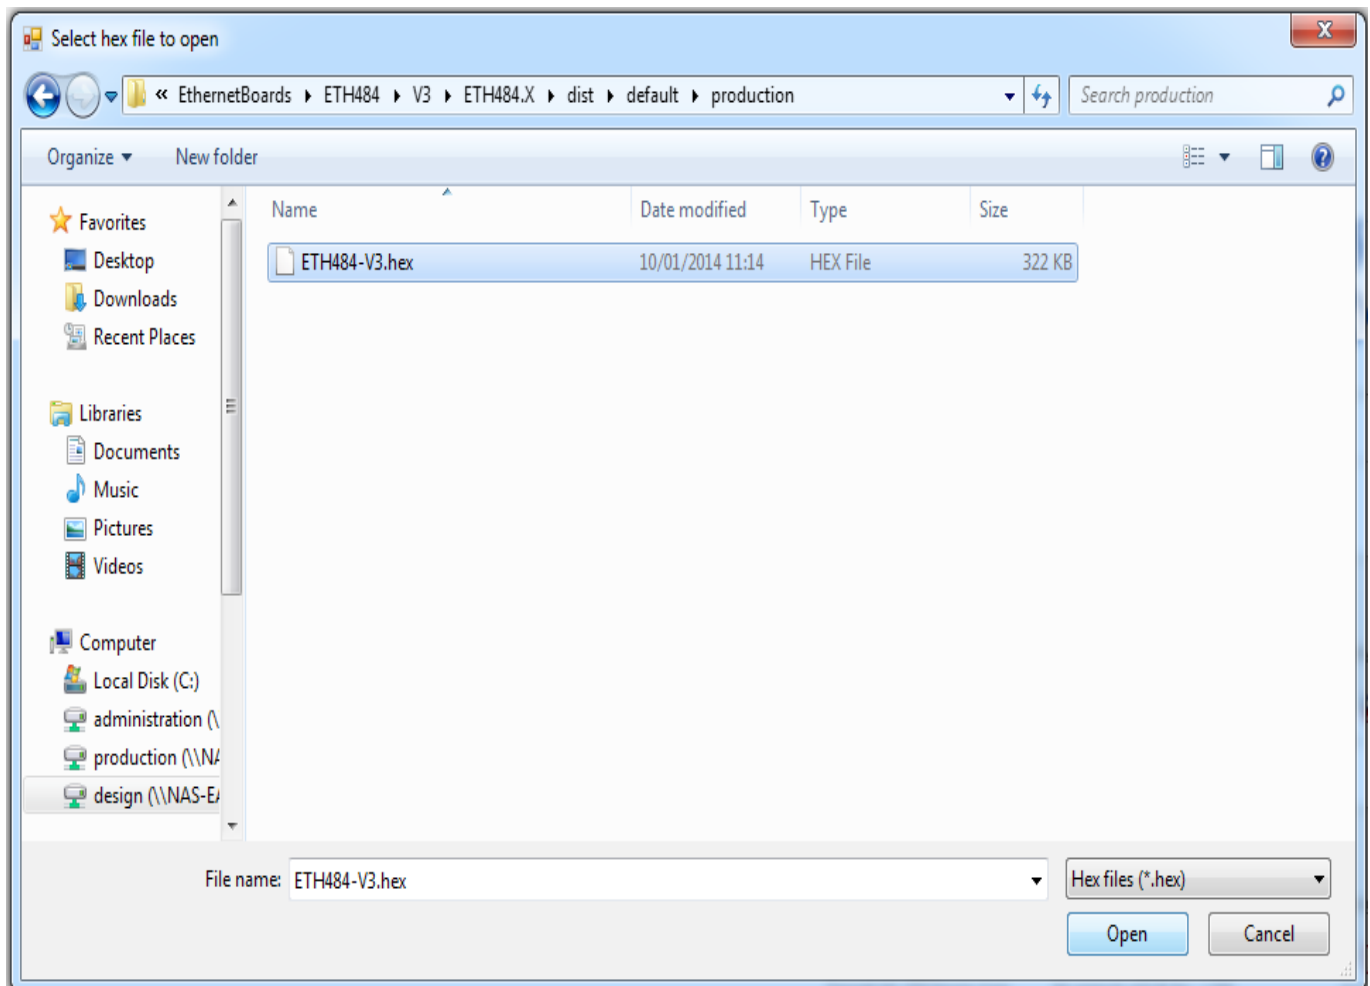 Select hex file to open
x
« EthernetBoards ▸ ETH484 ▸ V3 ▸ ETH484.X ▸ dist ▸ default ▸ production
Search production
Organize ▾ New folder
?
Name Date modified Type Size
ETH484-V3.hex 10/01/2014 11:14 HEX File 322 KB
Favorites
Desktop
Downloads
Recent Places
Libraries
Documents
Music
Pictures
Videos
Computer
Local Disk (C:)
administration (\
production (\\NA
design (\\NAS-EA
File name: ETH484-V3.hex
Hex files (*.hex)
Open Cancel